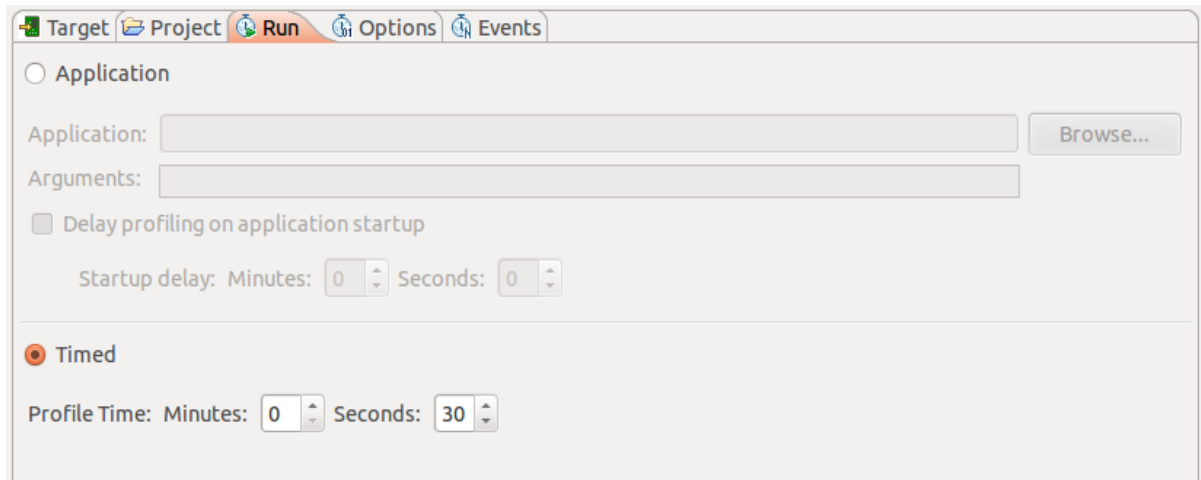 Target Project Run Options Events
Application
Application: Browse...
Arguments:
Delay profiling on application startup
Startup delay: Minutes: 0 Seconds: 0
Timed
Profile Time: Minutes: 0 Seconds: 30